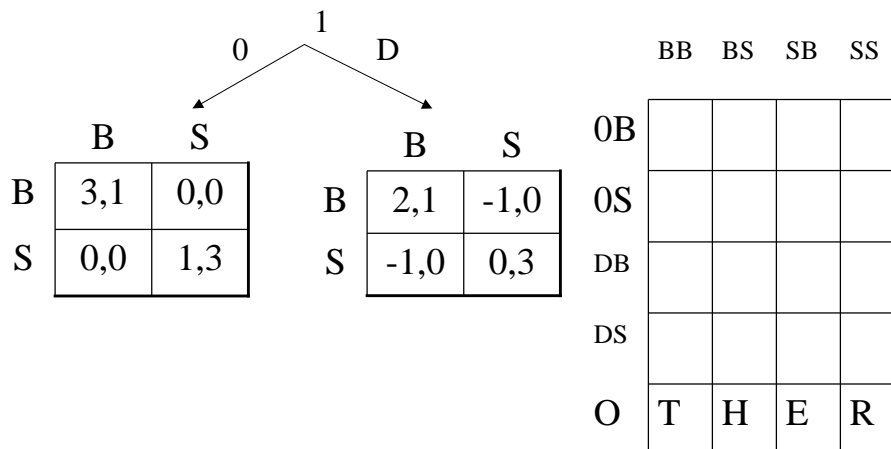 1
0 D
B S
B 3,1 0,0
S 0,0 1,3
B S
B 2,1 -1,0
S -1,0 0,3
BB BS SB SS
0B
0S
DB
DS
O T H E R